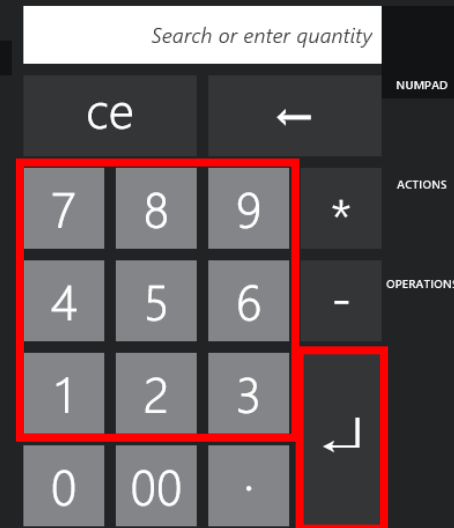 Search or enter quantity
NUMPAD
ce ←
ACTIONS
7 8 9 *
OPERATIONS
4 5 6 -
1 2 3
0 00 .